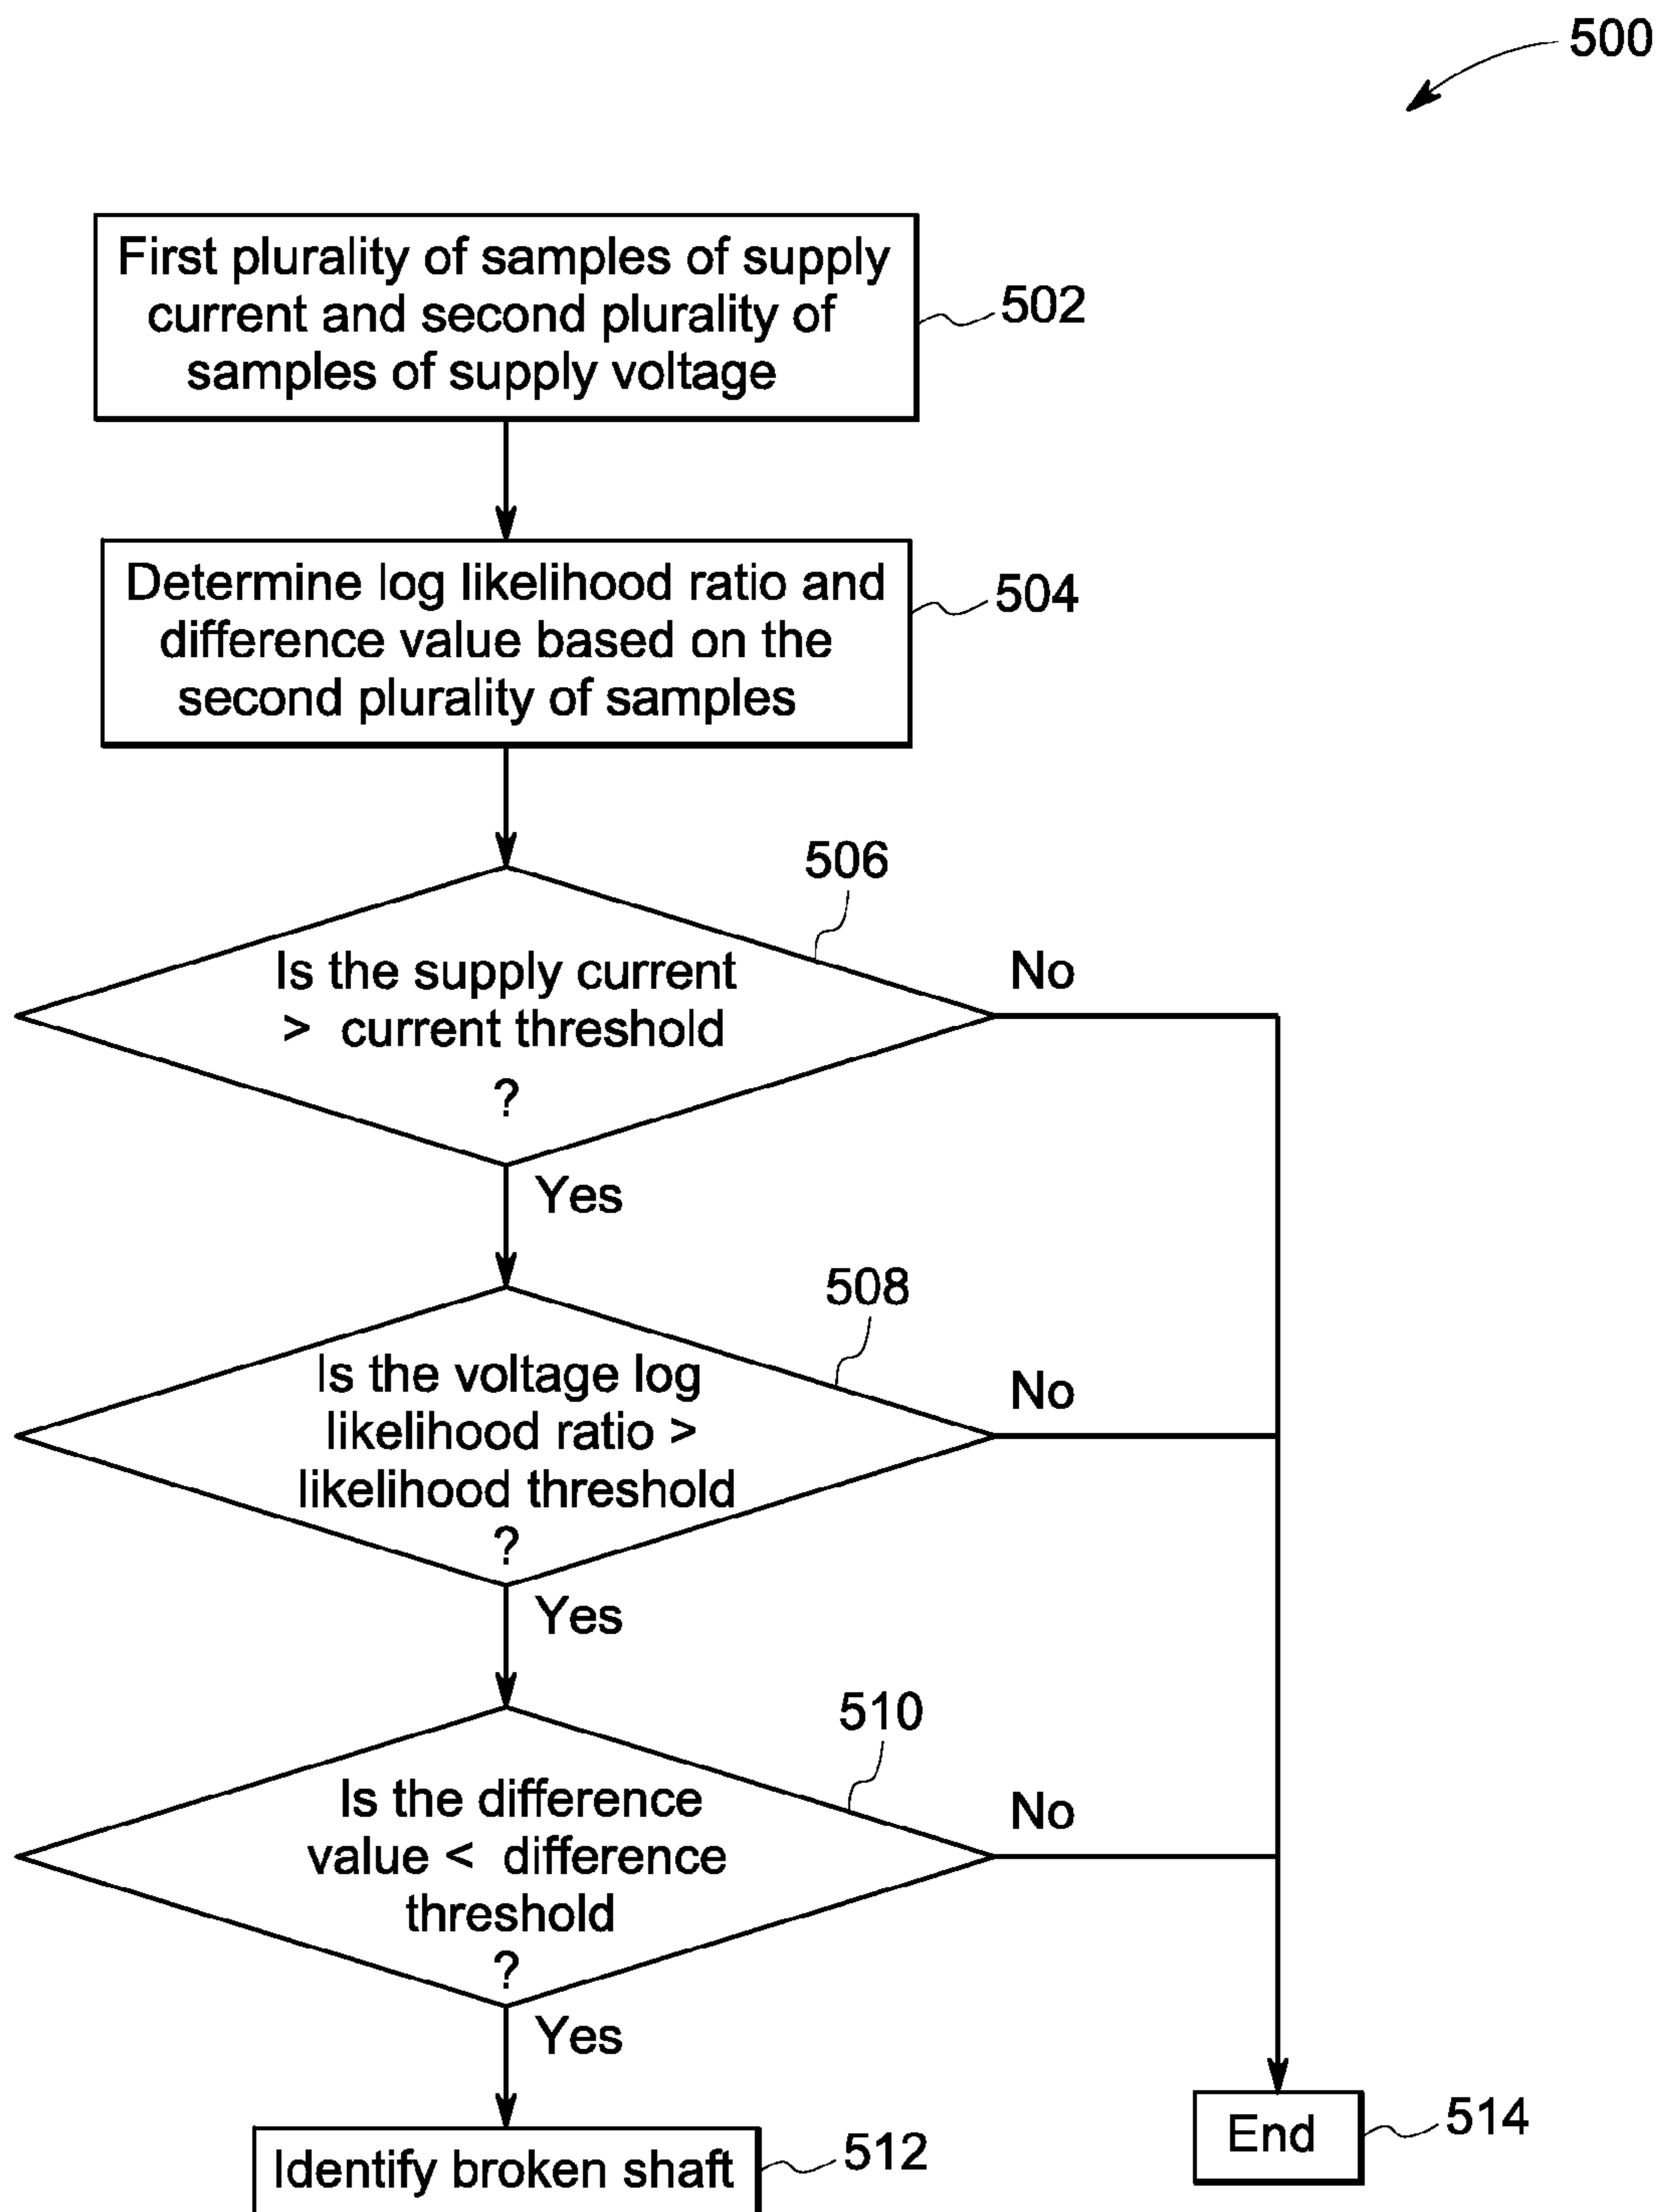 500
First plurality of samples of supply
current and second plurality of
samples of supply voltage
502
Determine log likelihood ratio and
difference value based on the
second plurality of samples
504
506
Is the supply current
> current threshold
?
No
Yes
508
Is the voltage log
likelihood ratio >
likelihood threshold
?
No
Yes
510
Is the difference
value < difference
threshold
?
No
Yes
Identify broken shaft
512
End
514